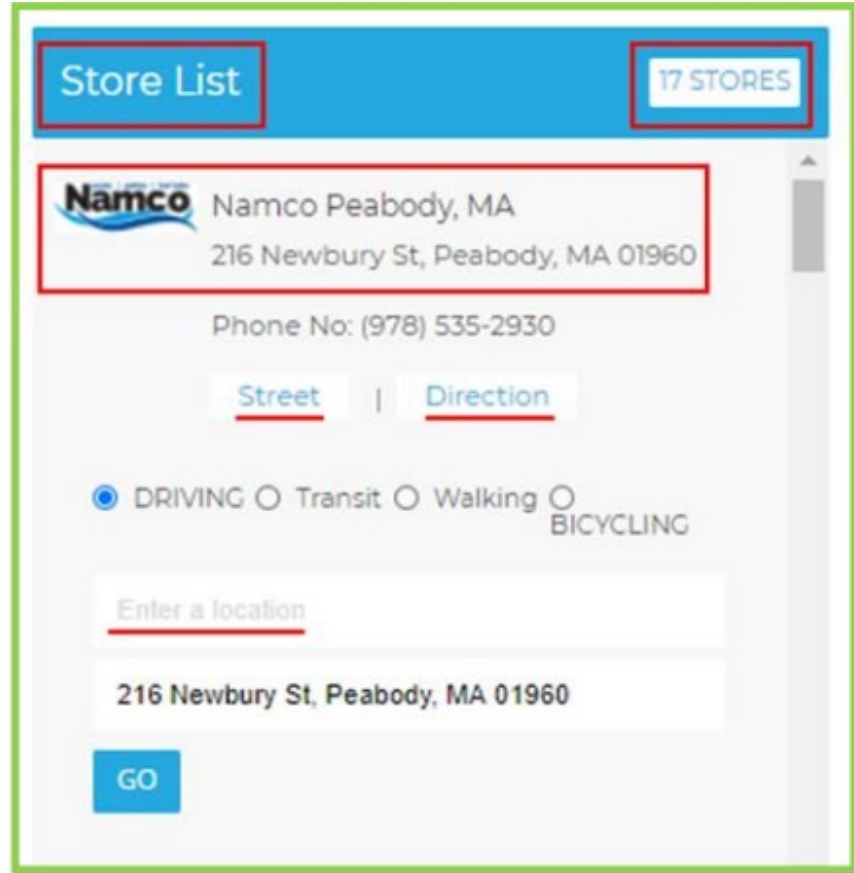 Store List
17 STORES
Namco
Namco Peabody, MA
216 Newbury St, Peabody, MA 01960
Phone No: (978) 535-2930
Street | Direction
DRIVING Transit Walking
BICYCLING
Enter a location
216 Newbury St, Peabody, MA 01960
GO